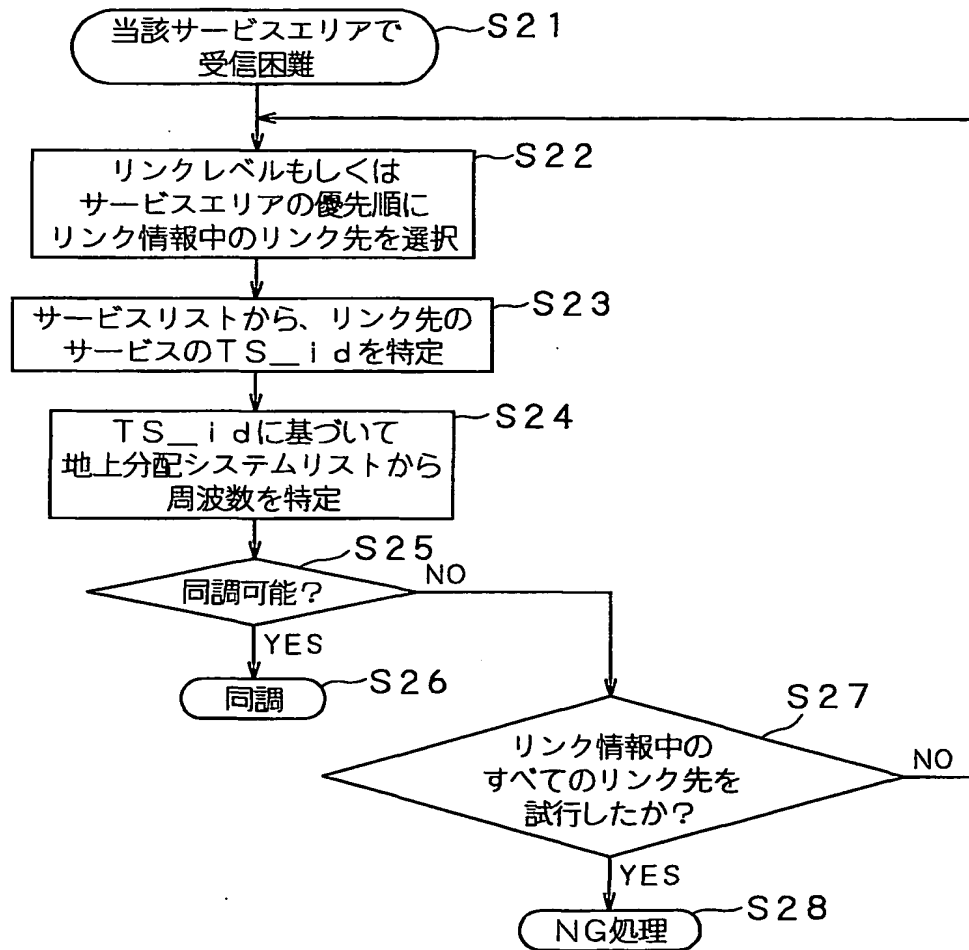 当該サービスエリアで
受信困難
S21
リンクレベルもしくは
サービスエリアの優先順に
リンク情報中のリンク先を選択
S22
サービスリストから、リンク先の
サービスのTS__idを特定
S23
TS__idに基づいて
地上分配システムリストから
周波数を特定
S24
同調可能?
S25
NO
YES
同調
S26
リンク情報中の
すべてのリンク先を
試行したか?
S27
NO
YES
NG処理
S28